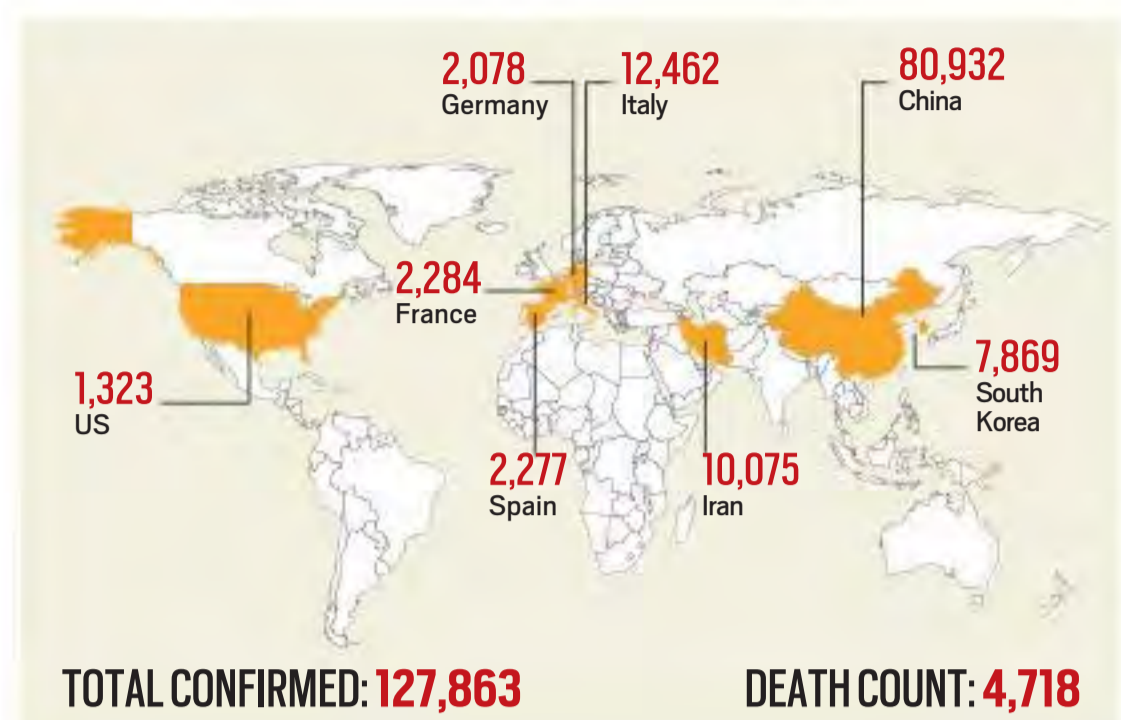 2,078
Germany
12,462
Italy
80,932
China
2,284
France
1,323
US
7,869
South
Korea
2,277
Spain
10,075
Iran
TOTAL CONFIRMED: 127,863
DEATH COUNT: 4,718